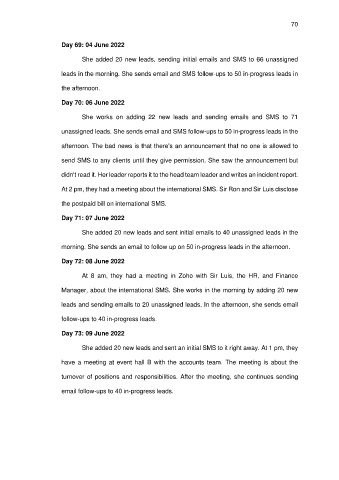 70
Day 69: 04 June 2022
She added 20 new leads, sending initial emails and SMS to 66 unassigned
leads in the morning. She sends email and SMS follow-ups to 50 in-progress leads in
the afternoon.
Day 70: 06 June 2022
She works on adding 22 new leads and sending emails and SMS to 71
unassigned leads. She sends email and SMS follow-ups to 50 in-progress leads in the
afternoon. The bad news is that there's an announcement that no one is allowed to
send SMS to any clients until they give permission. She saw the announcement but
didn't read it. Her leader reports it to the head team leader and writes an incident report.
At 2 pm, they had a meeting about the international SMS. Sir Ron and Sir Luis disclose
the postpaid bill on international SMS.
Day 71: 07 June 2022
She added 20 new leads and sent initial emails to 40 unassigned leads in the
morning. She sends an email to follow up on 50 in-progress leads in the afternoon.
Day 72: 08 June 2022
At 8 am, they had a meeting in Zoho with Sir Luis, the HR, and Finance
Manager, about the international SMS. She works in the morning by adding 20 new
leads and sending emails to 20 unassigned leads. In the afternoon, she sends email
follow-ups to 40 in-progress leads.
Day 73: 09 June 2022
She added 20 new leads and sent an initial SMS to it right away. At 1 pm, they
have a meeting at event hall B with the accounts team. The meeting is about the
turnover of positions and responsibilities. After the meeting, she continues sending
email follow-ups to 40 in-progress leads.